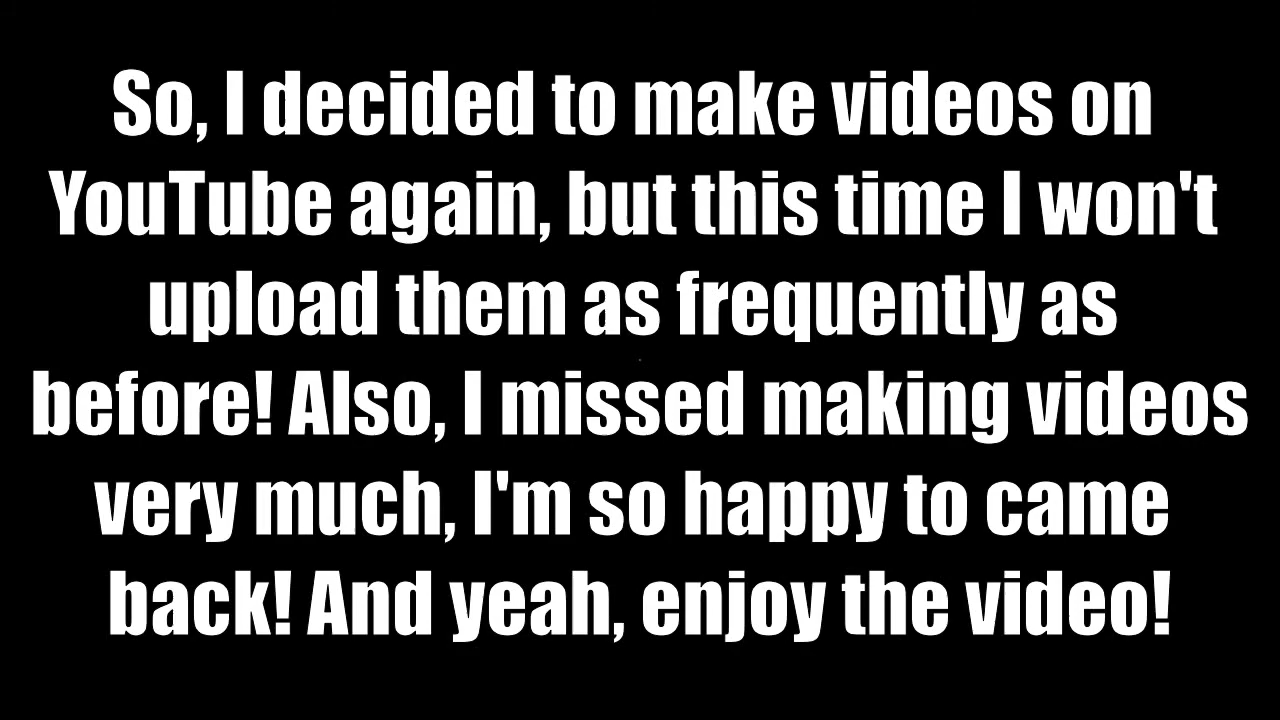 So, I decided to make videos on
YouTube again, but this time I won't
upload them as frequently as
before! Also, I missed making videos
very much, I'm so happy to came
back! And yeah, enjoy the video!